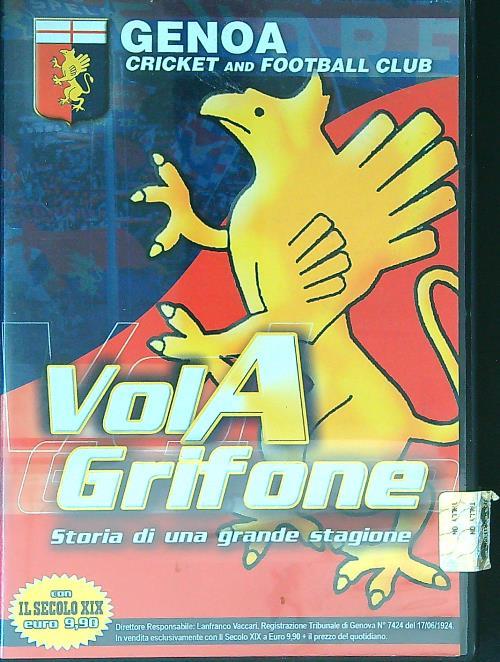 GENOA
CRICKET AND FOOTBALL CLUB
VolA
Grifone
Storia di una grande stagione
con
IL SECOLO XIX
euro 9,90
Direttore Responsabile: Lanfranco Vaccari, Registrazione Tribunale di Genova N° 7424 del 17/06/1924.
In vendita esclusivamente con Il Secolo XIX a Euro 9,90 + il prezzo del quotidiano.